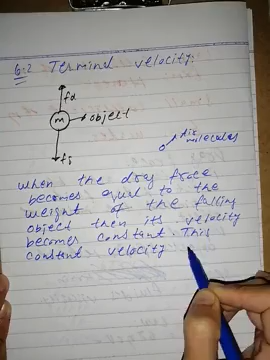 6.2 Terminal velocity:
fd
m
object
Air
molecules
fg
when the drag force
becomes equal to the
weight of the falling
object then its velocity
becomes constant. This
constant velocity